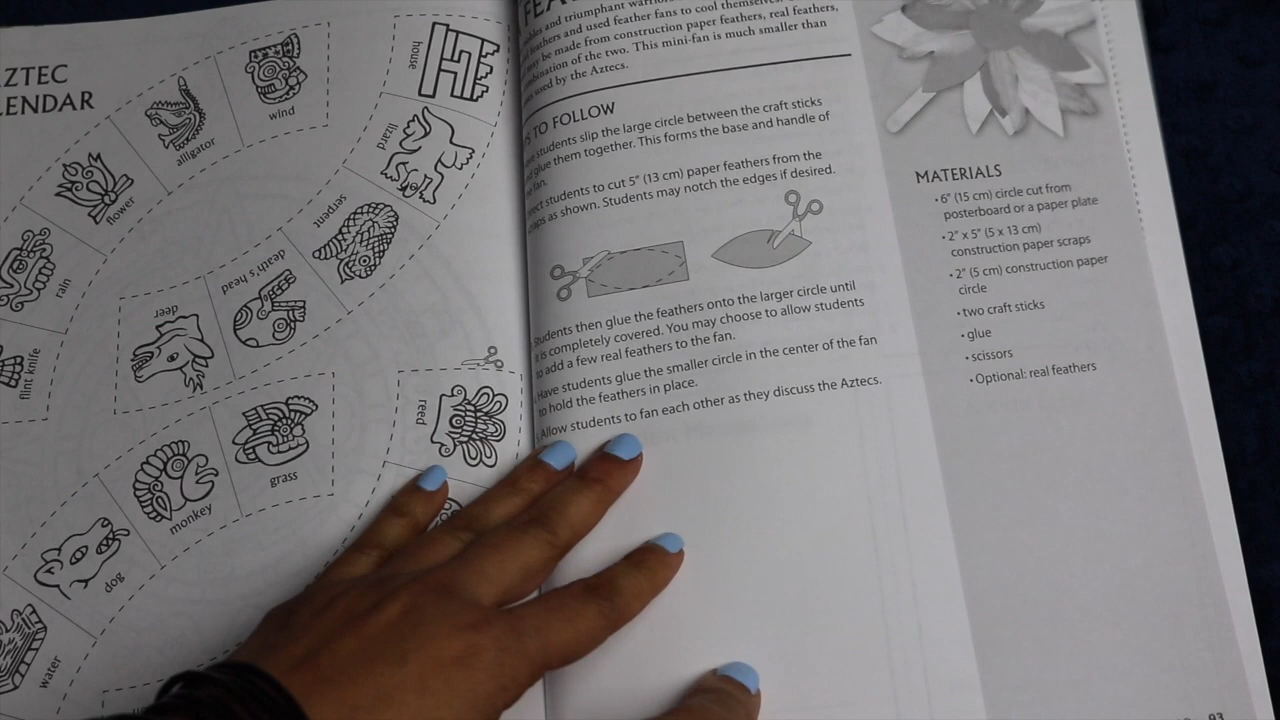 AZTEC
CALENDAR
wind
alligator
flower
rain
flint knife
house
lizard
serpent
death's head
deer
reed
grass
monkey
dog
water
and triumphant
feathers and used feather fans to cool themselves.
may be made from construction paper feathers, real feathers,
combination of the two. This mini-fan is much smaller than
used by the Aztecs.
TO FOLLOW
students slip the large circle between the craft sticks
glue them together. This forms the base and handle of
fan.
students to cut 5" (13 cm) paper feathers from the
as shown. Students may notch the edges if desired.
Students then glue the feathers onto the larger circle until
it is completely covered. You may choose to allow students
to add a few real feathers to the fan.
Have students glue the smaller circle in the center of the fan
to hold the feathers in place.
Allow students to fan each other as they discuss the Aztecs.
MATERIALS
• 6" (15 cm) circle cut from
posterboard or a paper plate
• 2" x 5" (5 x 13 cm)
construction paper scraps
• 2" (5 cm) construction paper
circle
• two craft sticks
• glue
• scissors
• Optional: real feathers
93